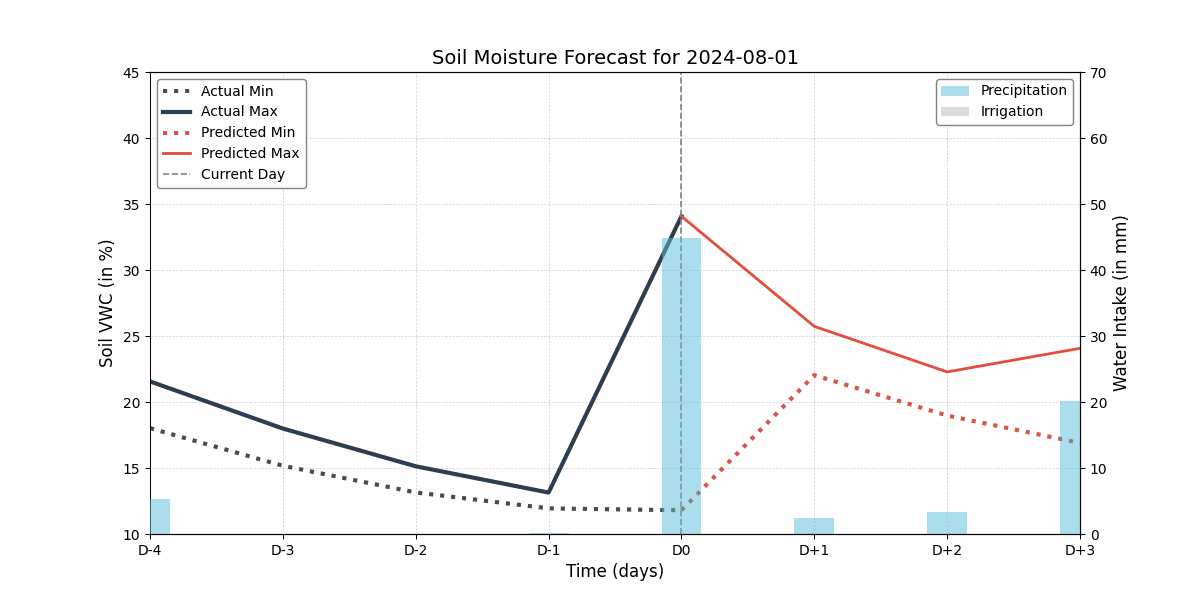 Soil Moisture Forecast for 2024-08-01
45
40
35
30
25
20
15
10
Soil VWC (in %)
Actual Min
Actual Max
Predicted Min
Predicted Max
Current Day
Precipitation
Irrigation
70
60
50
40
30
20
10
0
Water Intake (in mm)
D-4 D-3 D-2 D-1 D0 D+1 D+2 D+3
Time (days)